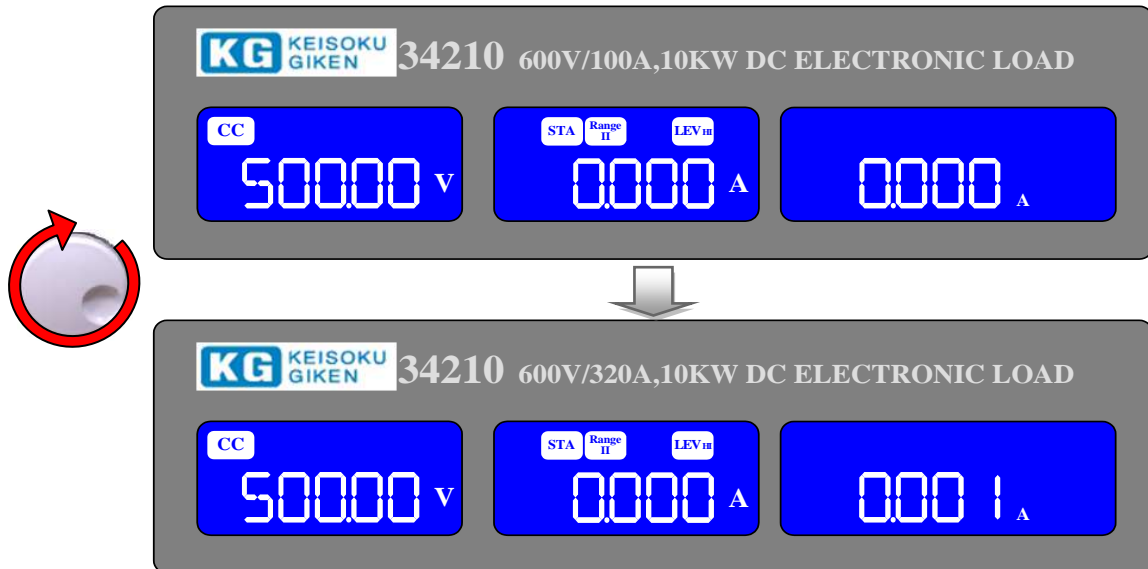 KG KEISOKU GIKEN 34210 600V/100A,10KW DC ELECTRONIC LOAD
CC STA Range II LEV HI
500.00 V 0.000 A 0.000 A
KG KEISOKU GIKEN 34210 600V/320A,10KW DC ELECTRONIC LOAD
CC STA Range II LEV HI
500.00 V 0.000 A 0.001 A